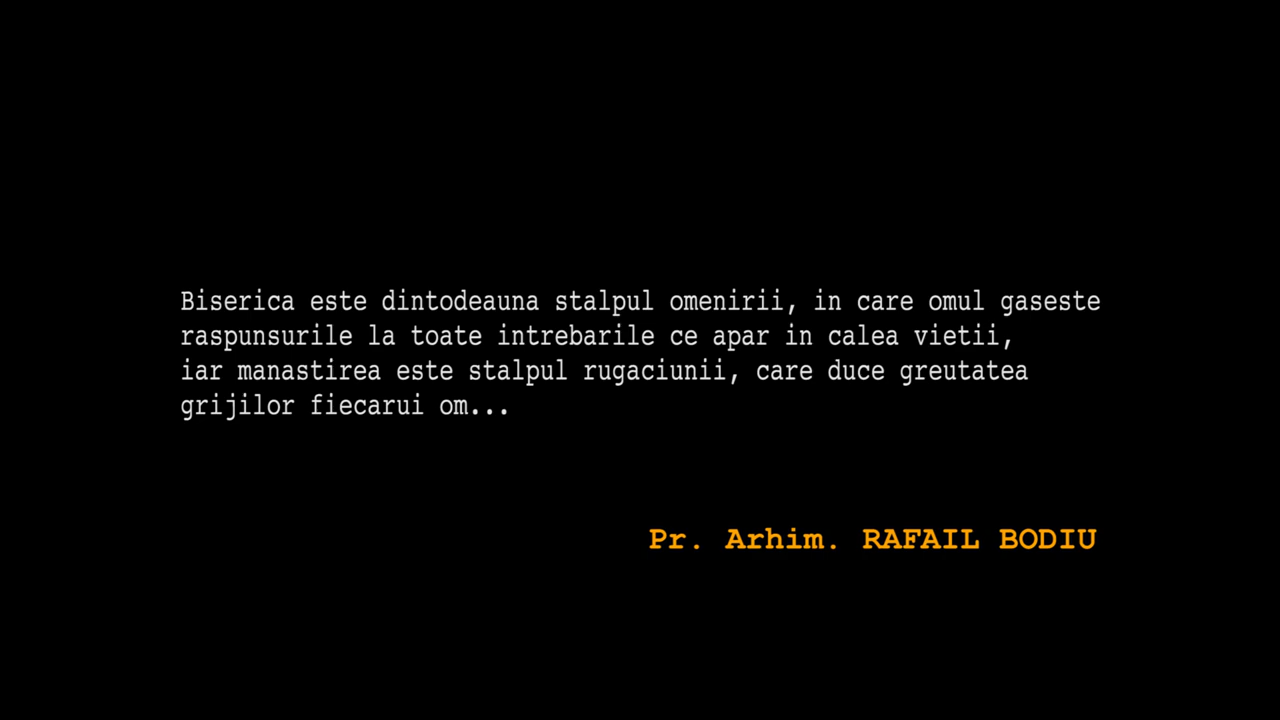 Biserica este dintodeauna stalpul omenirii, in care omul gaseste
raspunsurile la toate intrebarile ce apar in calea vietii,
iar manastirea este stalpul rugaciunii, care duce greutatea
grijilor fiecarui om...
Pr. Arhim. RAFAIL BODIU